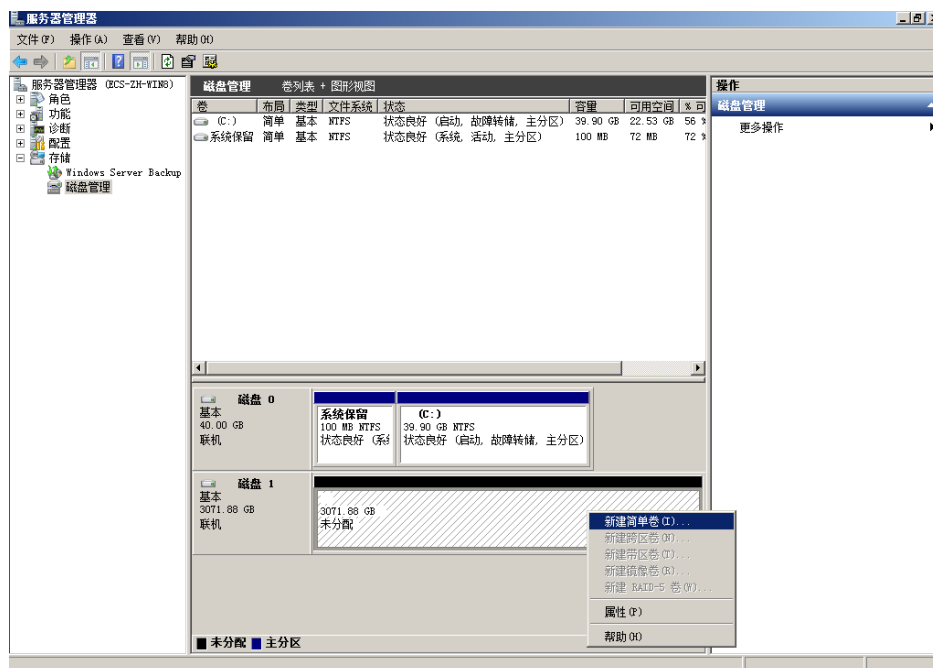 服务器管理器
文件(F) 操作(A) 查看(V) 帮助(H)
服务器管理器 (ECS-ZH-WIN8)
角色
功能
诊断
配置
存储
Windows Server Backup
磁盘管理
磁盘管理 卷列表 + 图形视图
卷 布局 类型 文件系统 状态 容量 可用空间 % 可
(C:) 简单 基本 NTFS 状态良好 (启动, 故障转储, 主分区) 39.90 GB 22.53 GB 56 %
系统保留 简单 基本 NTFS 状态良好 (系统, 活动, 主分区) 100 MB 72 MB 72 %
磁盘 0
基本
40.00 GB
联机
系统保留
100 MB NTFS
状态良好 (系统
(C:)
39.90 GB NTFS
状态良好 (启动, 故障转储, 主分区)
磁盘 1
基本
3071.88 GB
联机
3071.88 GB
未分配
新建简单卷(I)...
新建跨区卷(N)...
新建带区卷(T)...
新建镜像卷(R)...
新建 RAID-5 卷(W)...
属性(P)
帮助(H)
未分配 主分区
操作
磁盘管理
更多操作